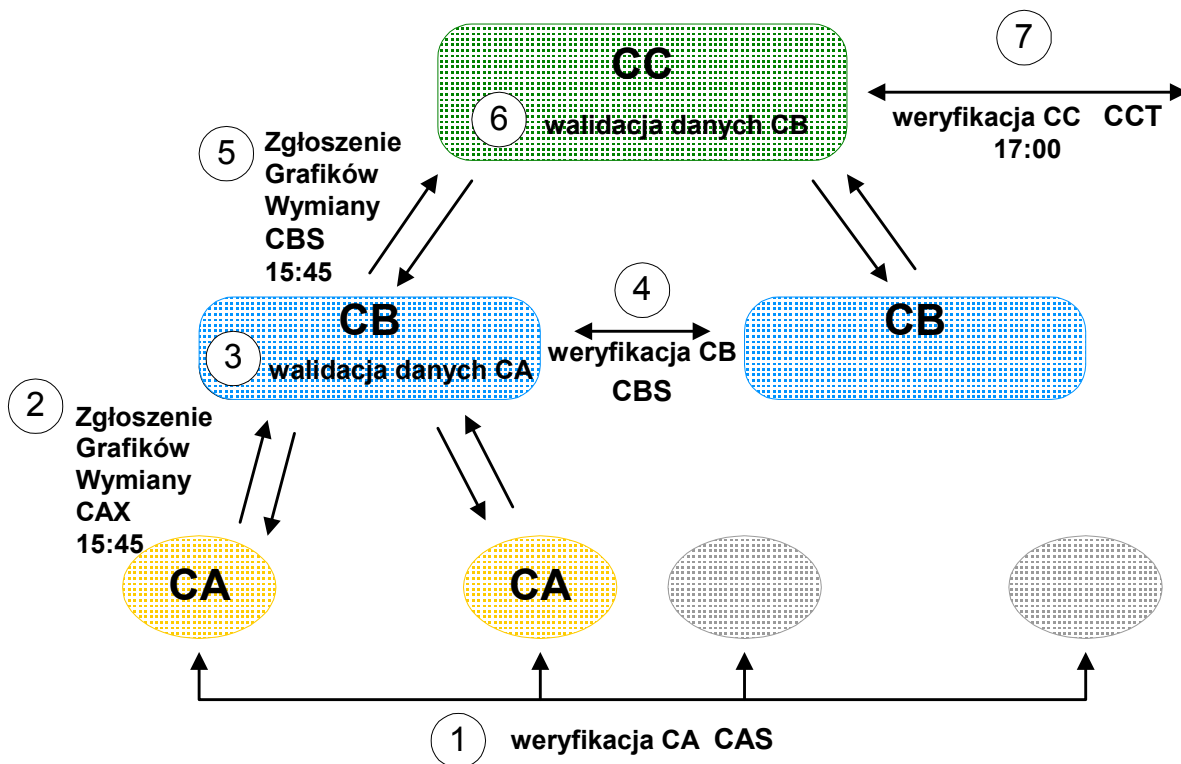 7
CC
6
walidacja danych CB
weryfikacja CC CCT
17:00
5
Zgłoszenie
Grafików
Wymiany
CBS
15:45
4
CB
CB
3
walidacja danych CA
weryfikacja CB
CBS
2
Zgłoszenie
Grafików
Wymiany
CAX
15:45
CA
CA
1
weryfikacja CA CAS